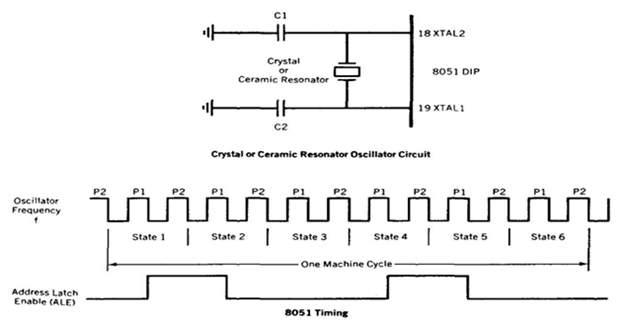 C1
18 XTAL2
Crystal
or
Ceramic Resonator
8051 DIP
19 XTAL1
C2
Crystal or Ceramic Resonator Oscillator Circuit
P2 P1 P2 P1 P2 P1 P2 P1 P2 P1 P2 P1 P2
Oscillator
Frequency
f
State 1 State 2 State 3 State 4 State 5 State 6
One Machine Cycle
Address Latch
Enable (ALE)
8051 Timing